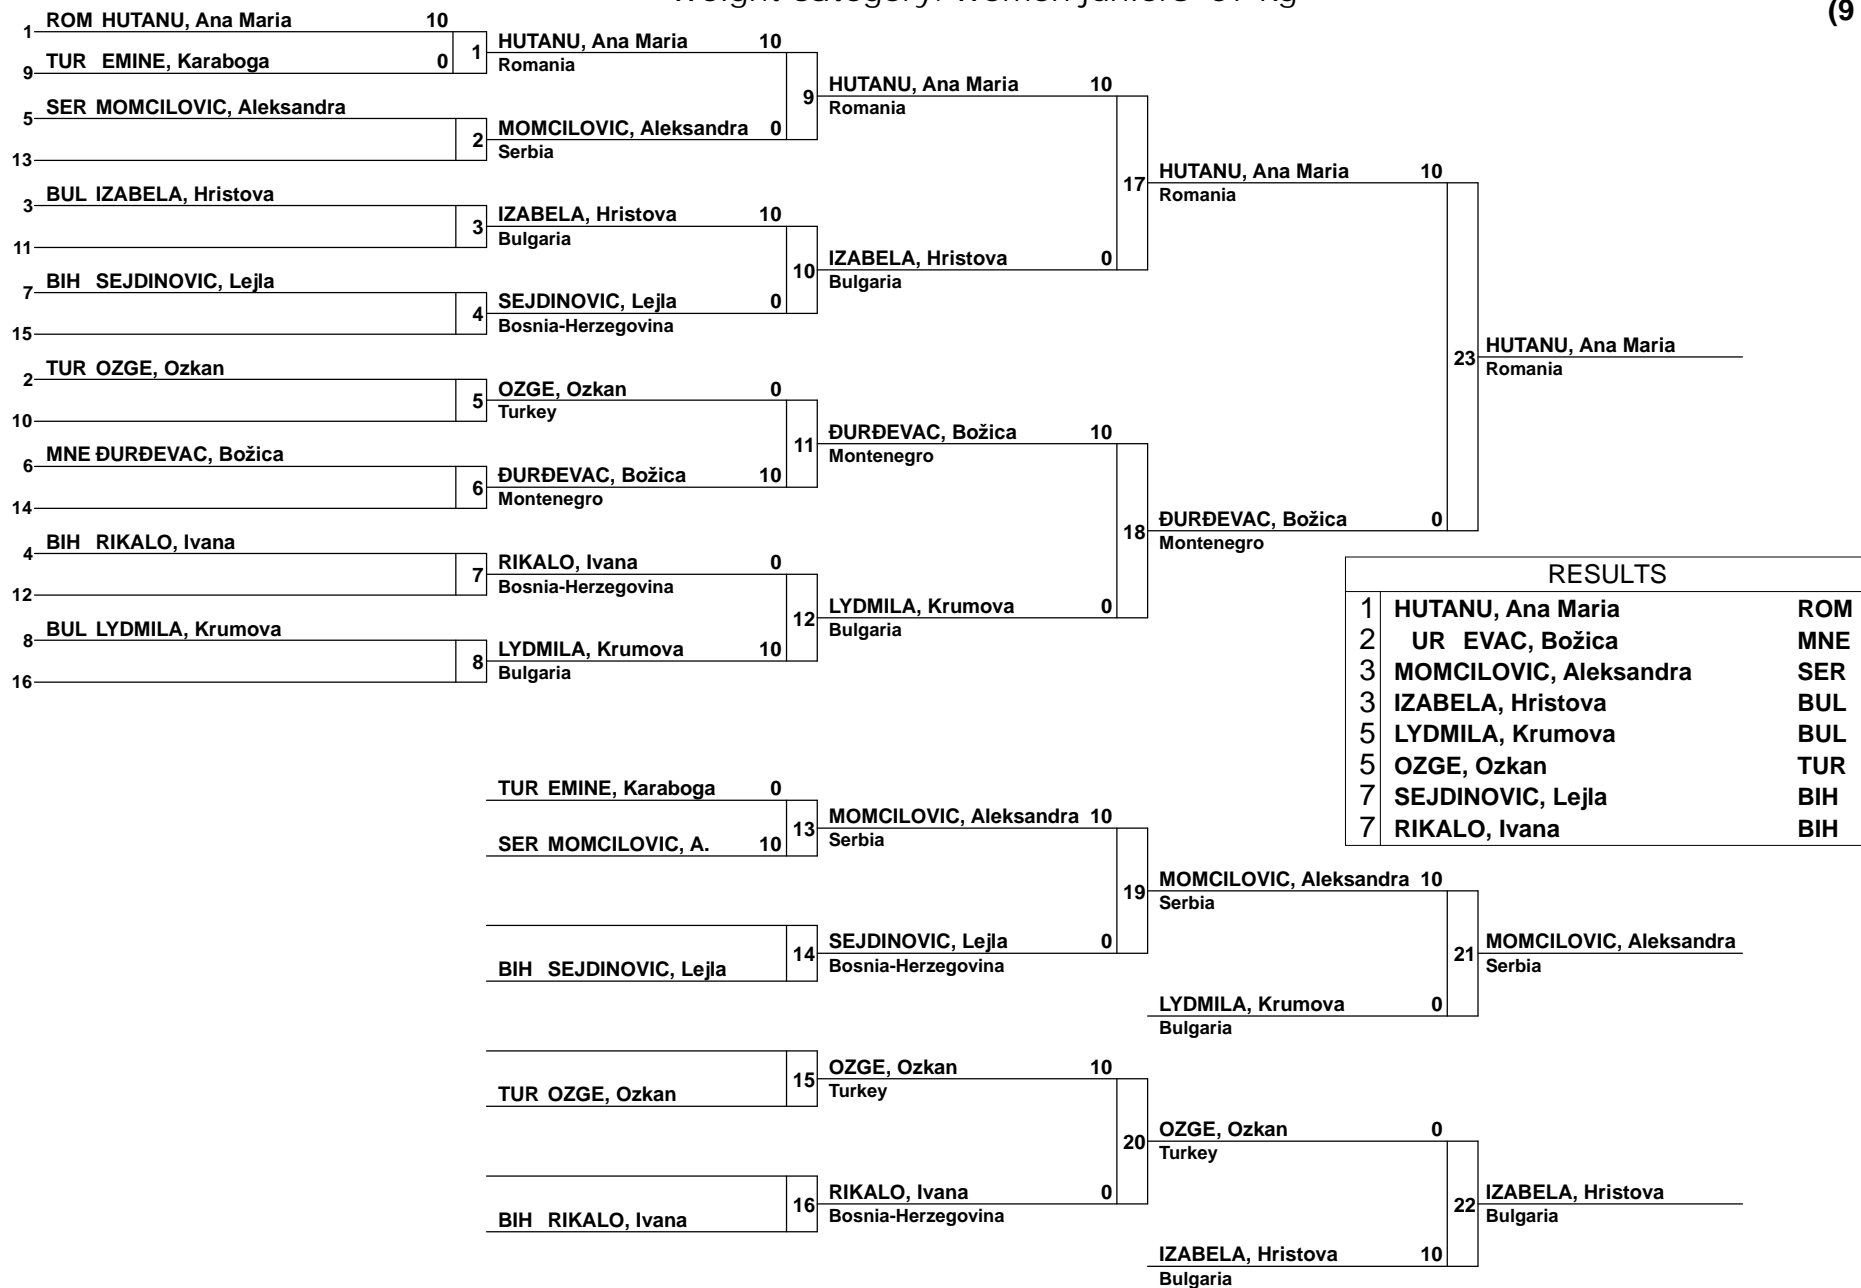 (9
1 ROM HUTANU, Ana Maria 10
9 TUR EMINE, Karaboga 0
1
5 SER MOMCILOVIC, Aleksandra
13
2
3 BUL IZABELA, Hristova
11
3
7 BIH SEJDINOVIC, Lejla
15
4
2 TUR OZGE, Ozkan
10
5
6 MNE ĐURĐEVAC, Božica
14
6
4 BIH RIKALO, Ivana
12
7
8 BUL LYDMILA, Krumova
16
8
HUTANU, Ana Maria 10
Romania
9
MOMCILOVIC, Aleksandra 0
Serbia
IZABELA, Hristova 10
Bulgaria
10
SEJDINOVIC, Lejla 0
Bosnia-Herzegovina
OZGE, Ozkan 0
Turkey
11
ĐURĐEVAC, Božica 10
Montenegro
RIKALO, Ivana 0
Bosnia-Herzegovina
12
LYDMILA, Krumova 10
Bulgaria
HUTANU, Ana Maria 10
Romania
17
IZABELA, Hristova 0
Bulgaria
ĐURĐEVAC, Božica 10
Montenegro
18
LYDMILA, Krumova 0
Bulgaria
HUTANU, Ana Maria 10
Romania
23
ĐURĐEVAC, Božica 0
Montenegro
HUTANU, Ana Maria
Romania
RESULTS
1 HUTANU, Ana Maria ROM
2 UR EVAC, Božica MNE
3 MOMCILOVIC, Aleksandra SER
3 IZABELA, Hristova BUL
5 LYDMILA, Krumova BUL
5 OZGE, Ozkan TUR
7 SEJDINOVIC, Lejla BIH
7 RIKALO, Ivana BIH
TUR EMINE, Karaboga 0
13
SER MOMCILOVIC, A. 10
14
BIH SEJDINOVIC, Lejla
15
TUR OZGE, Ozkan
16
BIH RIKALO, Ivana
MOMCILOVIC, Aleksandra 10
Serbia
19
SEJDINOVIC, Lejla 0
Bosnia-Herzegovina
OZGE, Ozkan 10
Turkey
20
RIKALO, Ivana 0
Bosnia-Herzegovina
MOMCILOVIC, Aleksandra 10
Serbia
21
LYDMILA, Krumova 0
Bulgaria
OZGE, Ozkan 0
Turkey
22
IZABELA, Hristova 10
Bulgaria
MOMCILOVIC, Aleksandra
Serbia
IZABELA, Hristova
Bulgaria